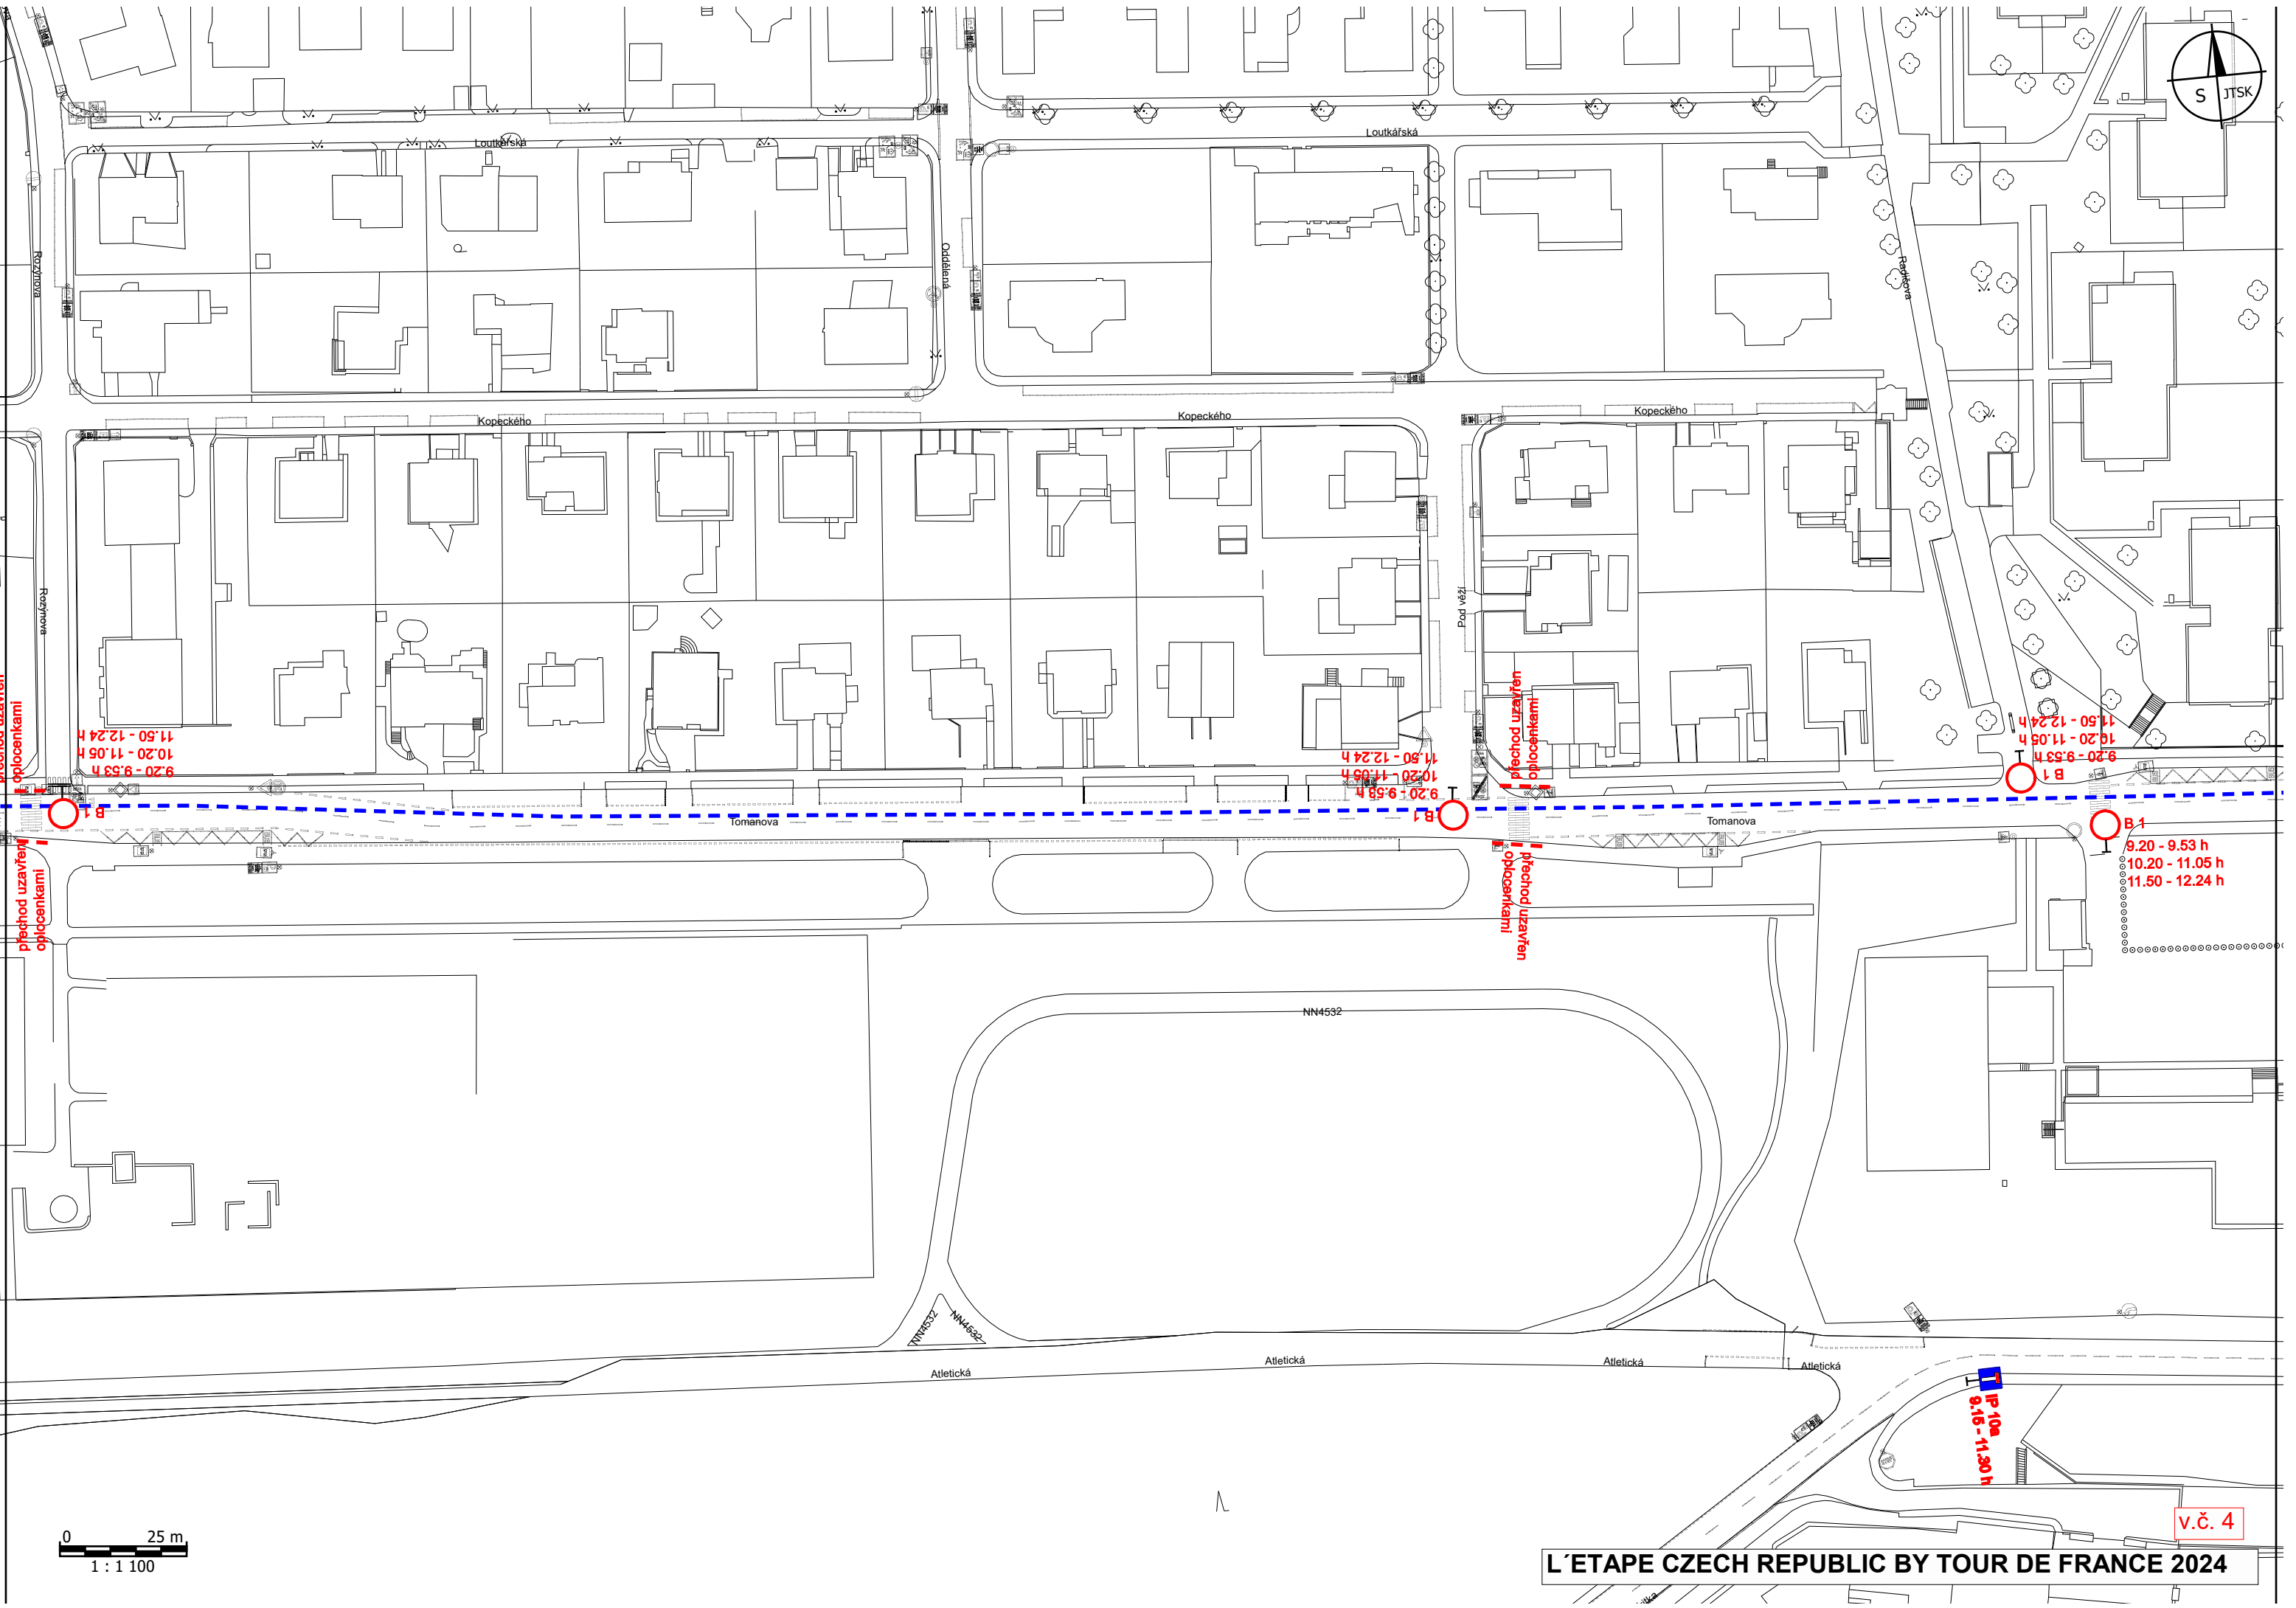 S JTSK
Loutkářská
Loutkářská
Rozýnova
Oddělená
Radičova
Kopeckého
Kopeckého
Kopeckého
Rozýnova
Pod věží
přechod uzavřen
oplocenkami
11.50 - 12.24 h
10.20 - 11.05 h
9.20 - 9.53 h
B 1
11.50 - 12.24 h
10.20 - 11.05 h
9.20 - 9.53 h
B 1
přechod uzavřen
oplocenkami
11.50 - 12.24 h
10.20 - 11.05 h
9.20 - 9.53 h
B 1
Tomanova
Tomanova
B 1
9.20 - 9.53 h
10.20 - 11.05 h
11.50 - 12.24 h
přechod uzavřen
oplocenkami
přechod uzavřen
oplocenkami
NN4532
NN4532
NN4532
Atletická
Atletická
Atletická
Atletická
IP 10a
9.15 - 11.30 h
0 25 m
1 : 1 100
v.č. 4
L´ETAPE CZECH REPUBLIC BY TOUR DE FRANCE 2024